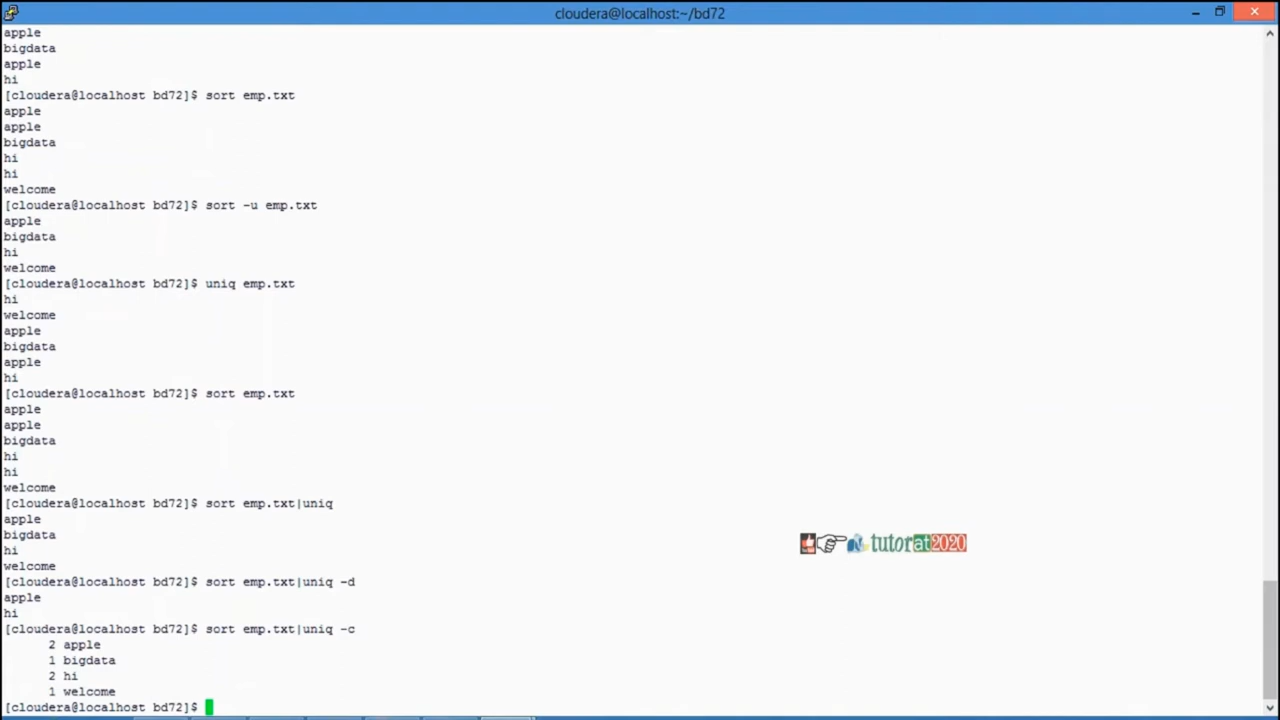 cloudera@localhost:~/bd72
apple
bigdata
apple
hi
[cloudera@localhost bd72]$ sort emp.txt
apple
apple
bigdata
hi
hi
welcome
[cloudera@localhost bd72]$ sort -u emp.txt
apple
bigdata
hi
welcome
[cloudera@localhost bd72]$ uniq emp.txt
hi
welcome
apple
bigdata
apple
hi
[cloudera@localhost bd72]$ sort emp.txt
apple
apple
bigdata
hi
hi
welcome
[cloudera@localhost bd72]$ sort emp.txt|uniq
apple
bigdata
hi
welcome
tutorat2020
[cloudera@localhost bd72]$ sort emp.txt|uniq -d
apple
hi
[cloudera@localhost bd72]$ sort emp.txt|uniq -c
2 apple
1 bigdata
2 hi
1 welcome
[cloudera@localhost bd72]$